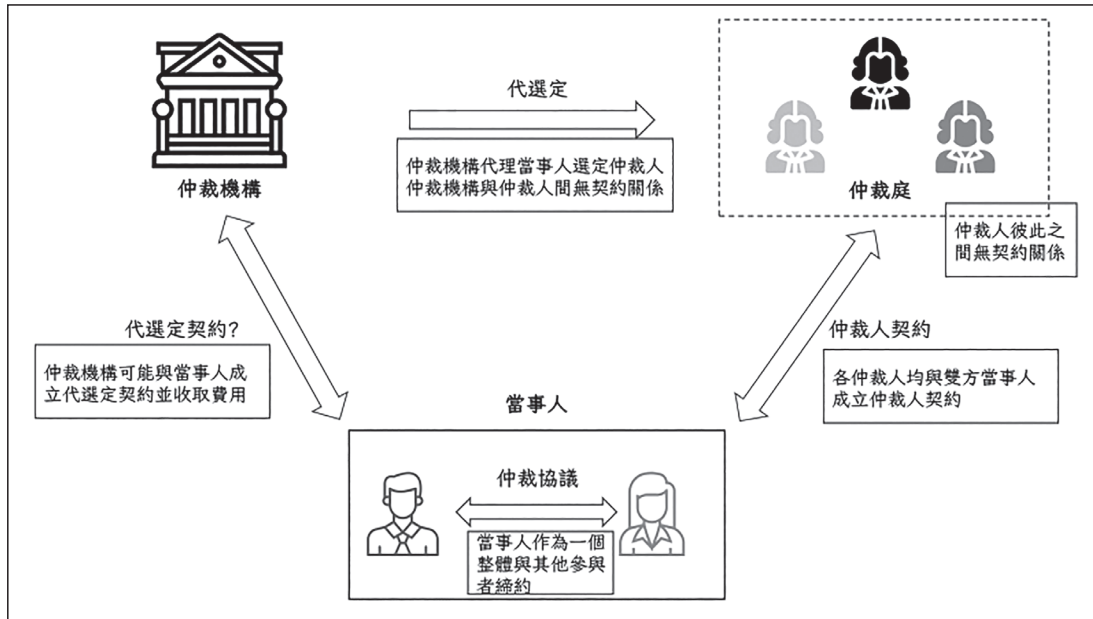 代選定
仲裁機構代理當事人選定仲裁人
仲裁機構與仲裁人間無契約關係
仲裁機構
仲裁庭
仲裁人彼此之
間無契約關係
代選定契約?
仲裁機構可能與當事人成
立代選定契約並收取費用
仲裁人契約
各仲裁人均與雙方當事人
成立仲裁人契約
當事人
仲裁協議
當事人作為一個
整體與其他參與
者締約